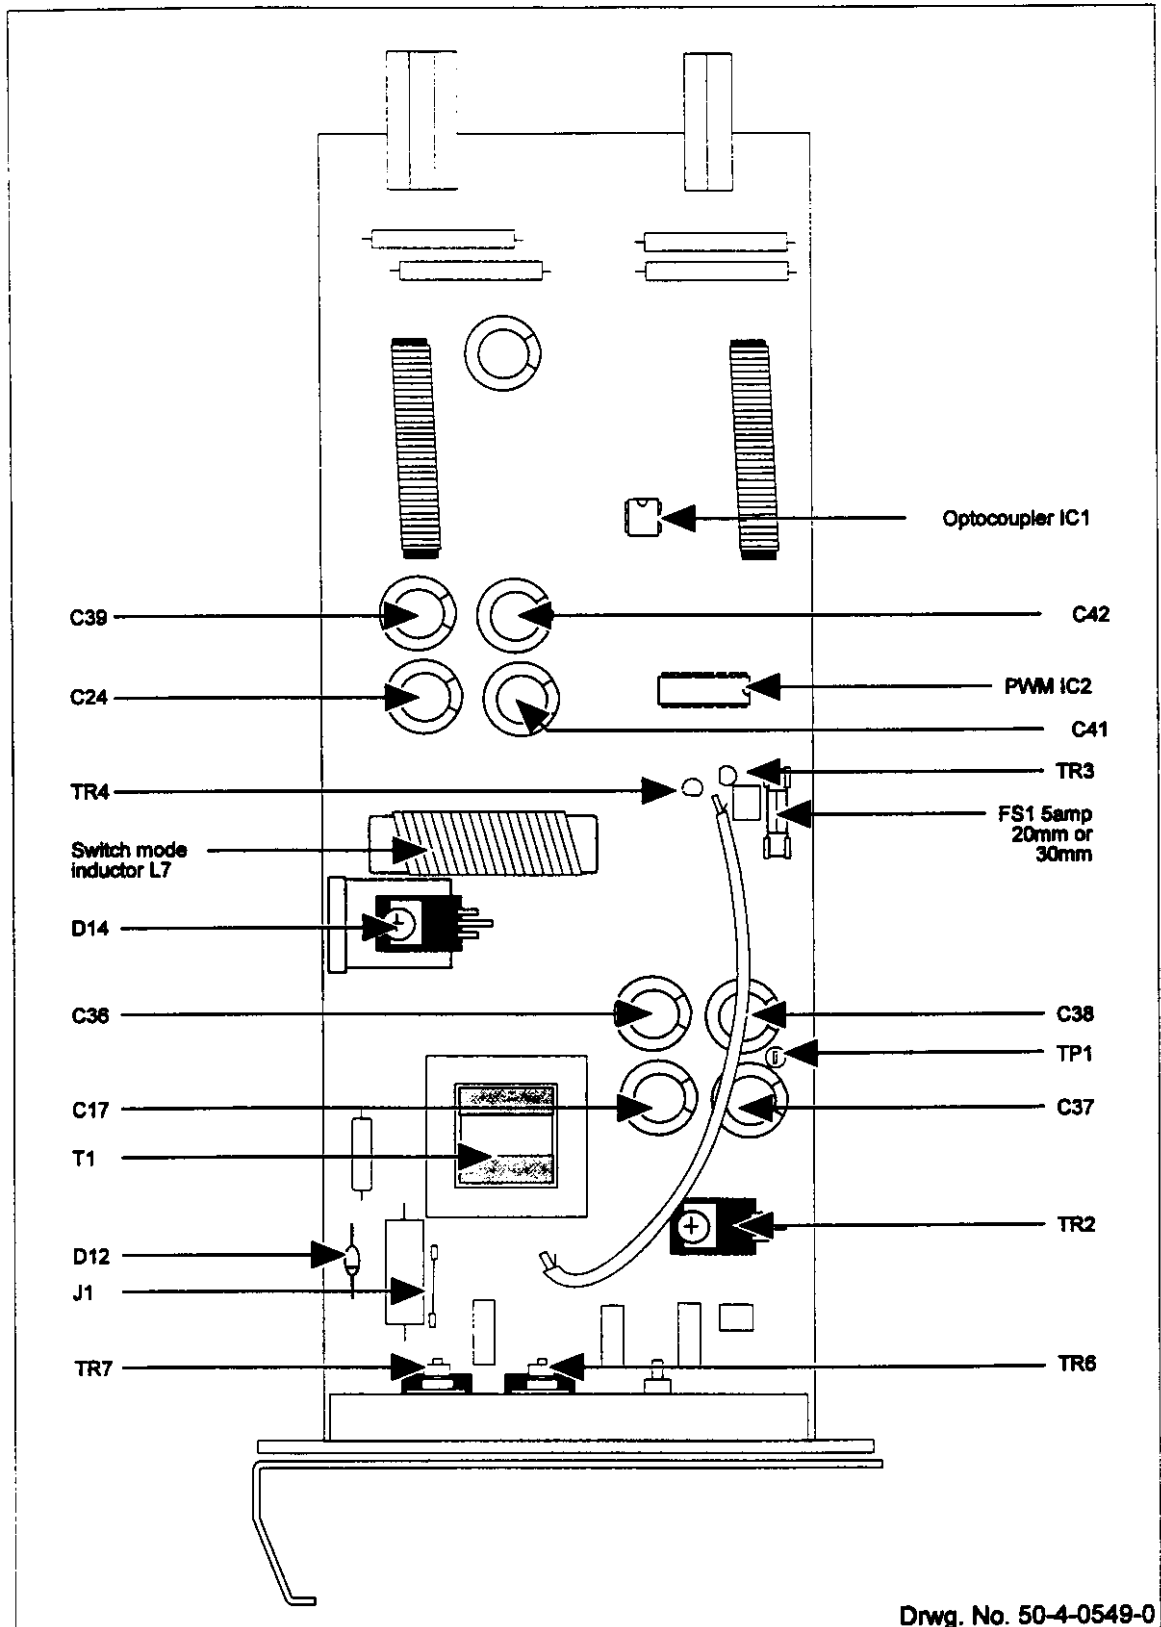 Optocoupler IC1
C39
C42
C24
PWM IC2
C41
TR3
TR4
FS1 5amp
20mm or
30mm
Switch mode
inductor L7
D14
C36
C38
TP1
C17
C37
T1
TR2
D12
J1
TR7
TR6
Drwg. No. 50-4-0549-0